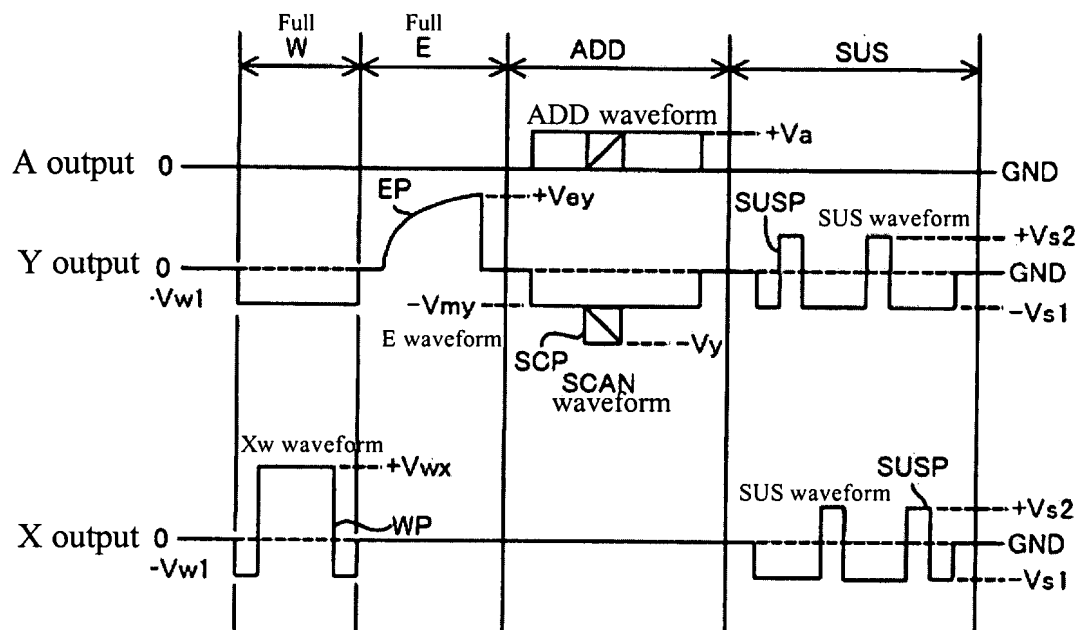 Full
W
Full
E
ADD
SUS
ADD waveform
+Va
A output 0
GND
EP
+Vey
SUSP
SUS waveform
+Vs2
Y output 0
GND
-Vw1
-Vmy
-Vs1
E waveform
SCP
-Vy
SCAN
waveform
Xw waveform
+Vwx
SUSP
SUS waveform
+Vs2
WP
X output 0
GND
-Vw1
-Vs1